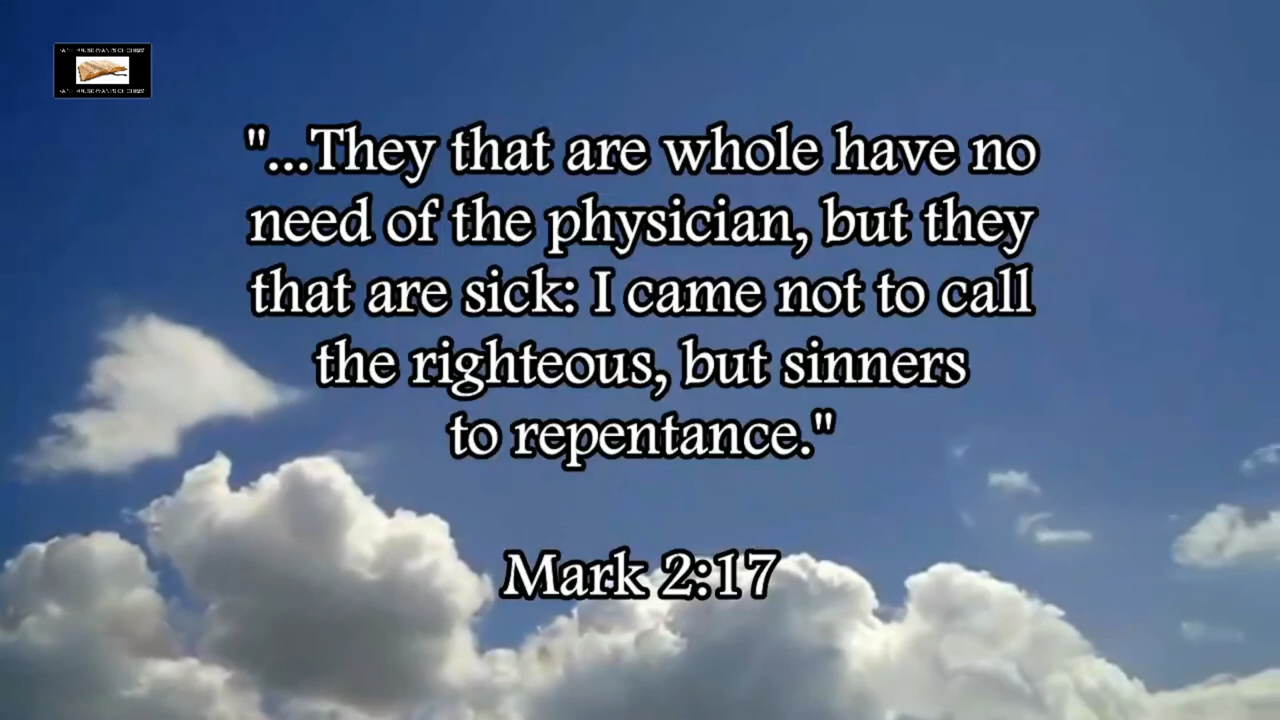 "...They that are whole have no
need of the physician, but they
that are sick: I came not to call
the righteous, but sinners
to repentance."
Mark 2:17